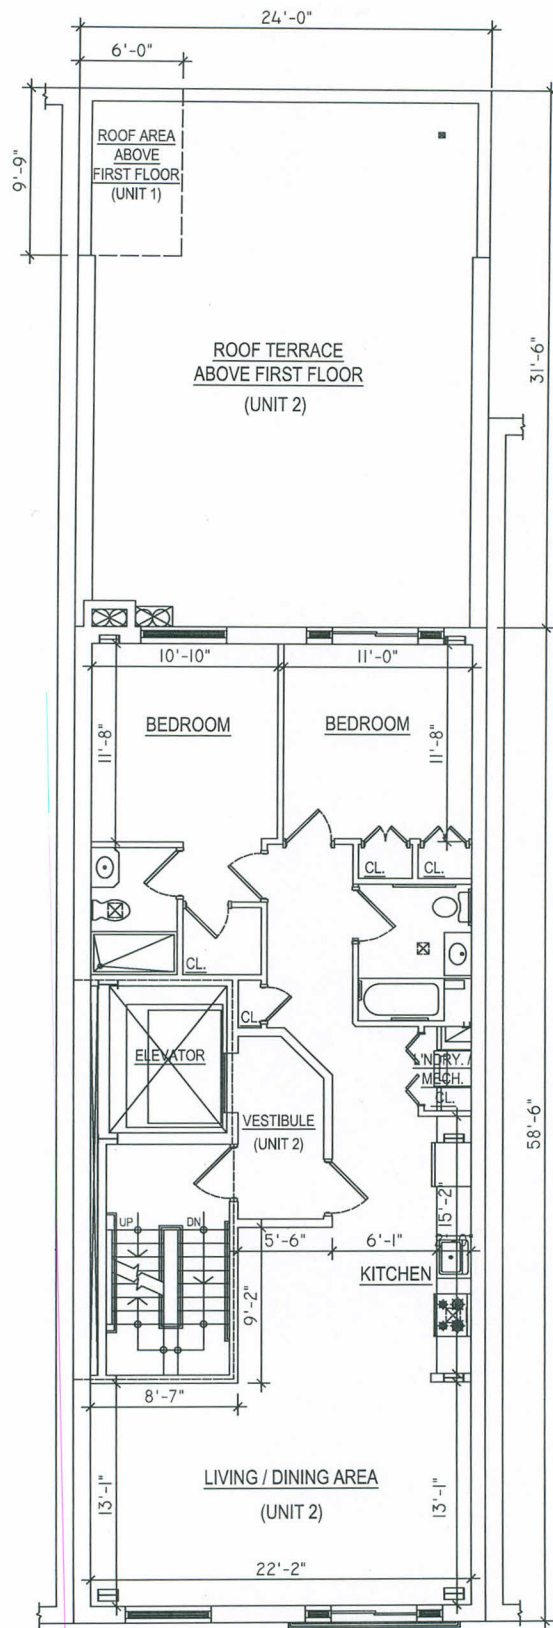 24'-0"
6'-0"
9'-9"
ROOF AREA
ABOVE
FIRST FLOOR
(UNIT 1)
31'-6"
ROOF TERRACE
ABOVE FIRST FLOOR
(UNIT 2)
10'-10"
11'-0"
11'-8"
BEDROOM
BEDROOM
11'-8"
CL.
CL.
CL.
CL.
ELEVATOR
L'NDRY. /
MECH.
CL.
VESTIBULE
(UNIT 2)
58'-6"
15'-2"
UP
DN
5'-6"
6'-1"
KITCHEN
9'-2"
8'-7"
13'-1"
LIVING / DINING AREA
(UNIT 2)
13'-1"
22'-2"